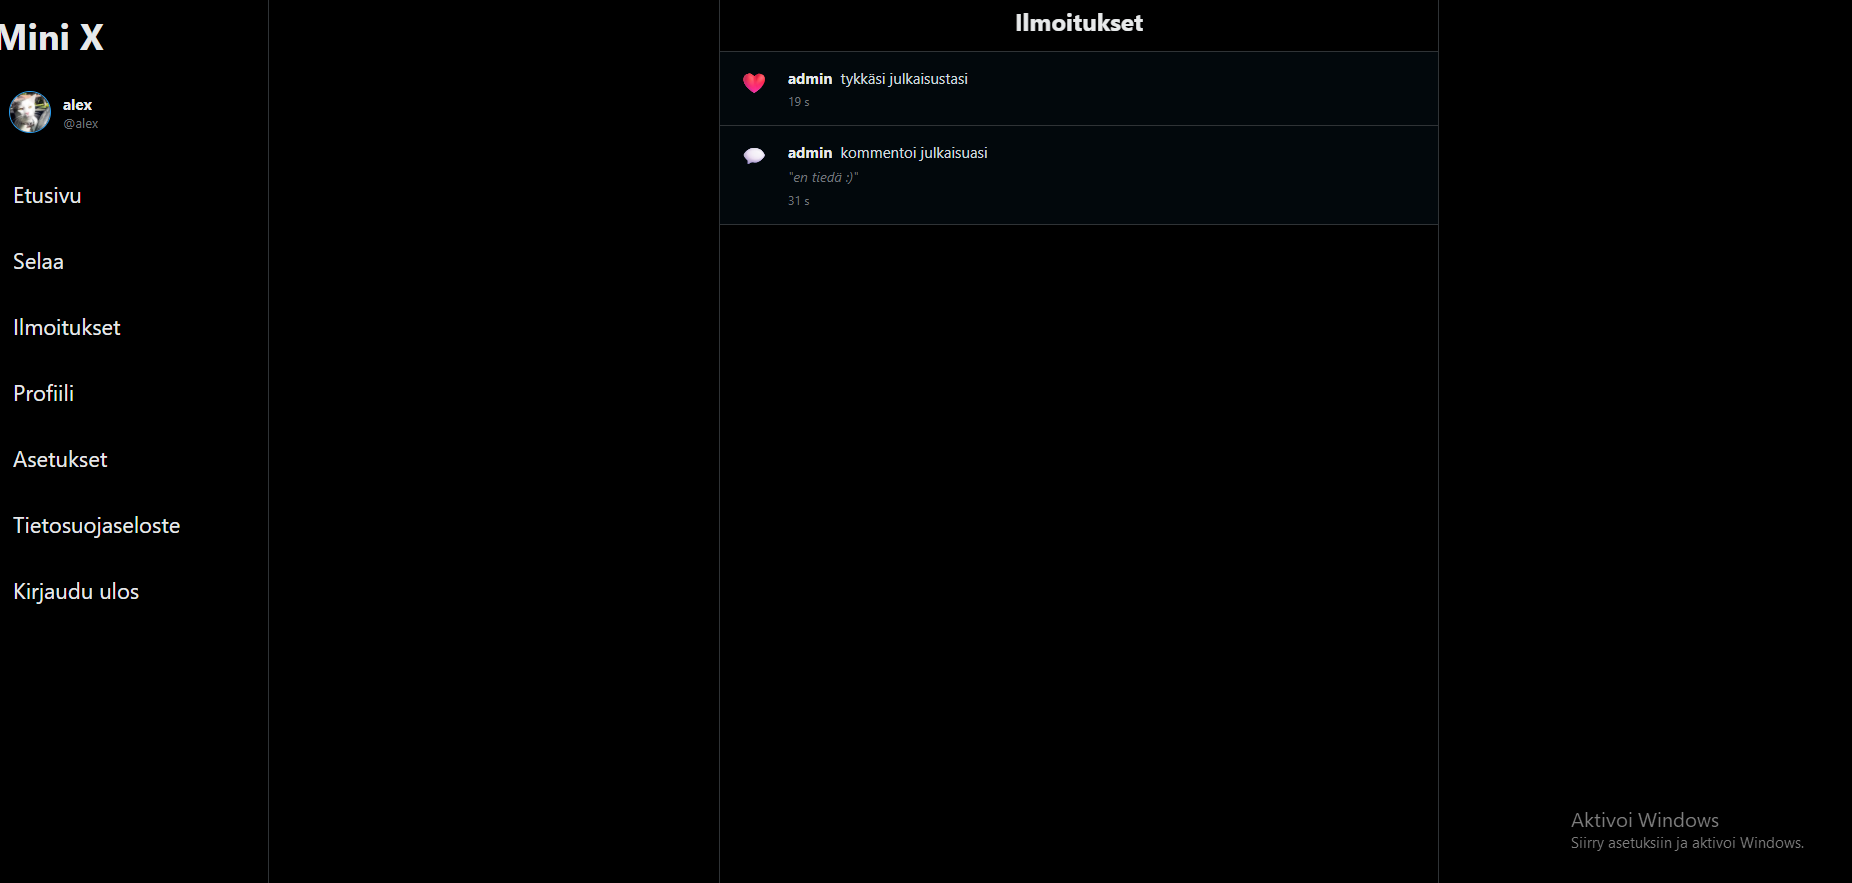 Mini X
alex
@alex
Etusivu
Selaa
Ilmoitukset
Profiili
Asetukset
Tietosuojaseloste
Kirjaudu ulos
Ilmoitukset
admin tykkäsi julkaisustasi
19 s
admin kommentoi julkaisuasi
"en tiedä :)"
31 s
Aktivoi Windows
Siirry asetuksiin ja aktivoi Windows.